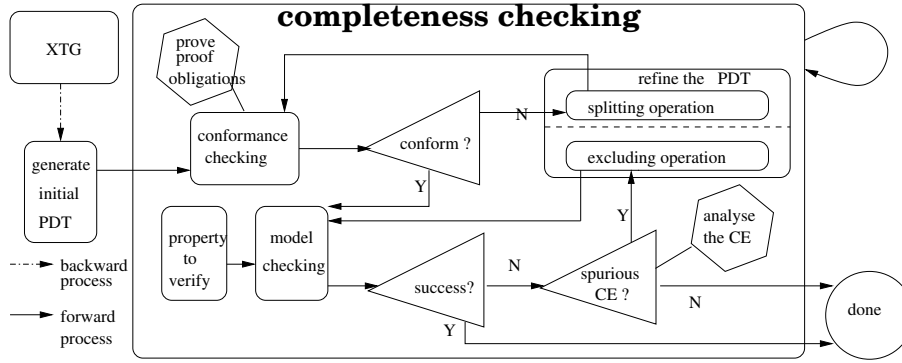 completeness checking
XTG
prove
proof
obligations
refine the PDT
splitting operation
N
conformance
checking
conform ?
excluding operation
generate
initial
PDT
Y
property
to
verify
model
checking
Y
analyse
the CE
backward
process
success?
N
spurious
CE ?
N
done
forward
process
Y